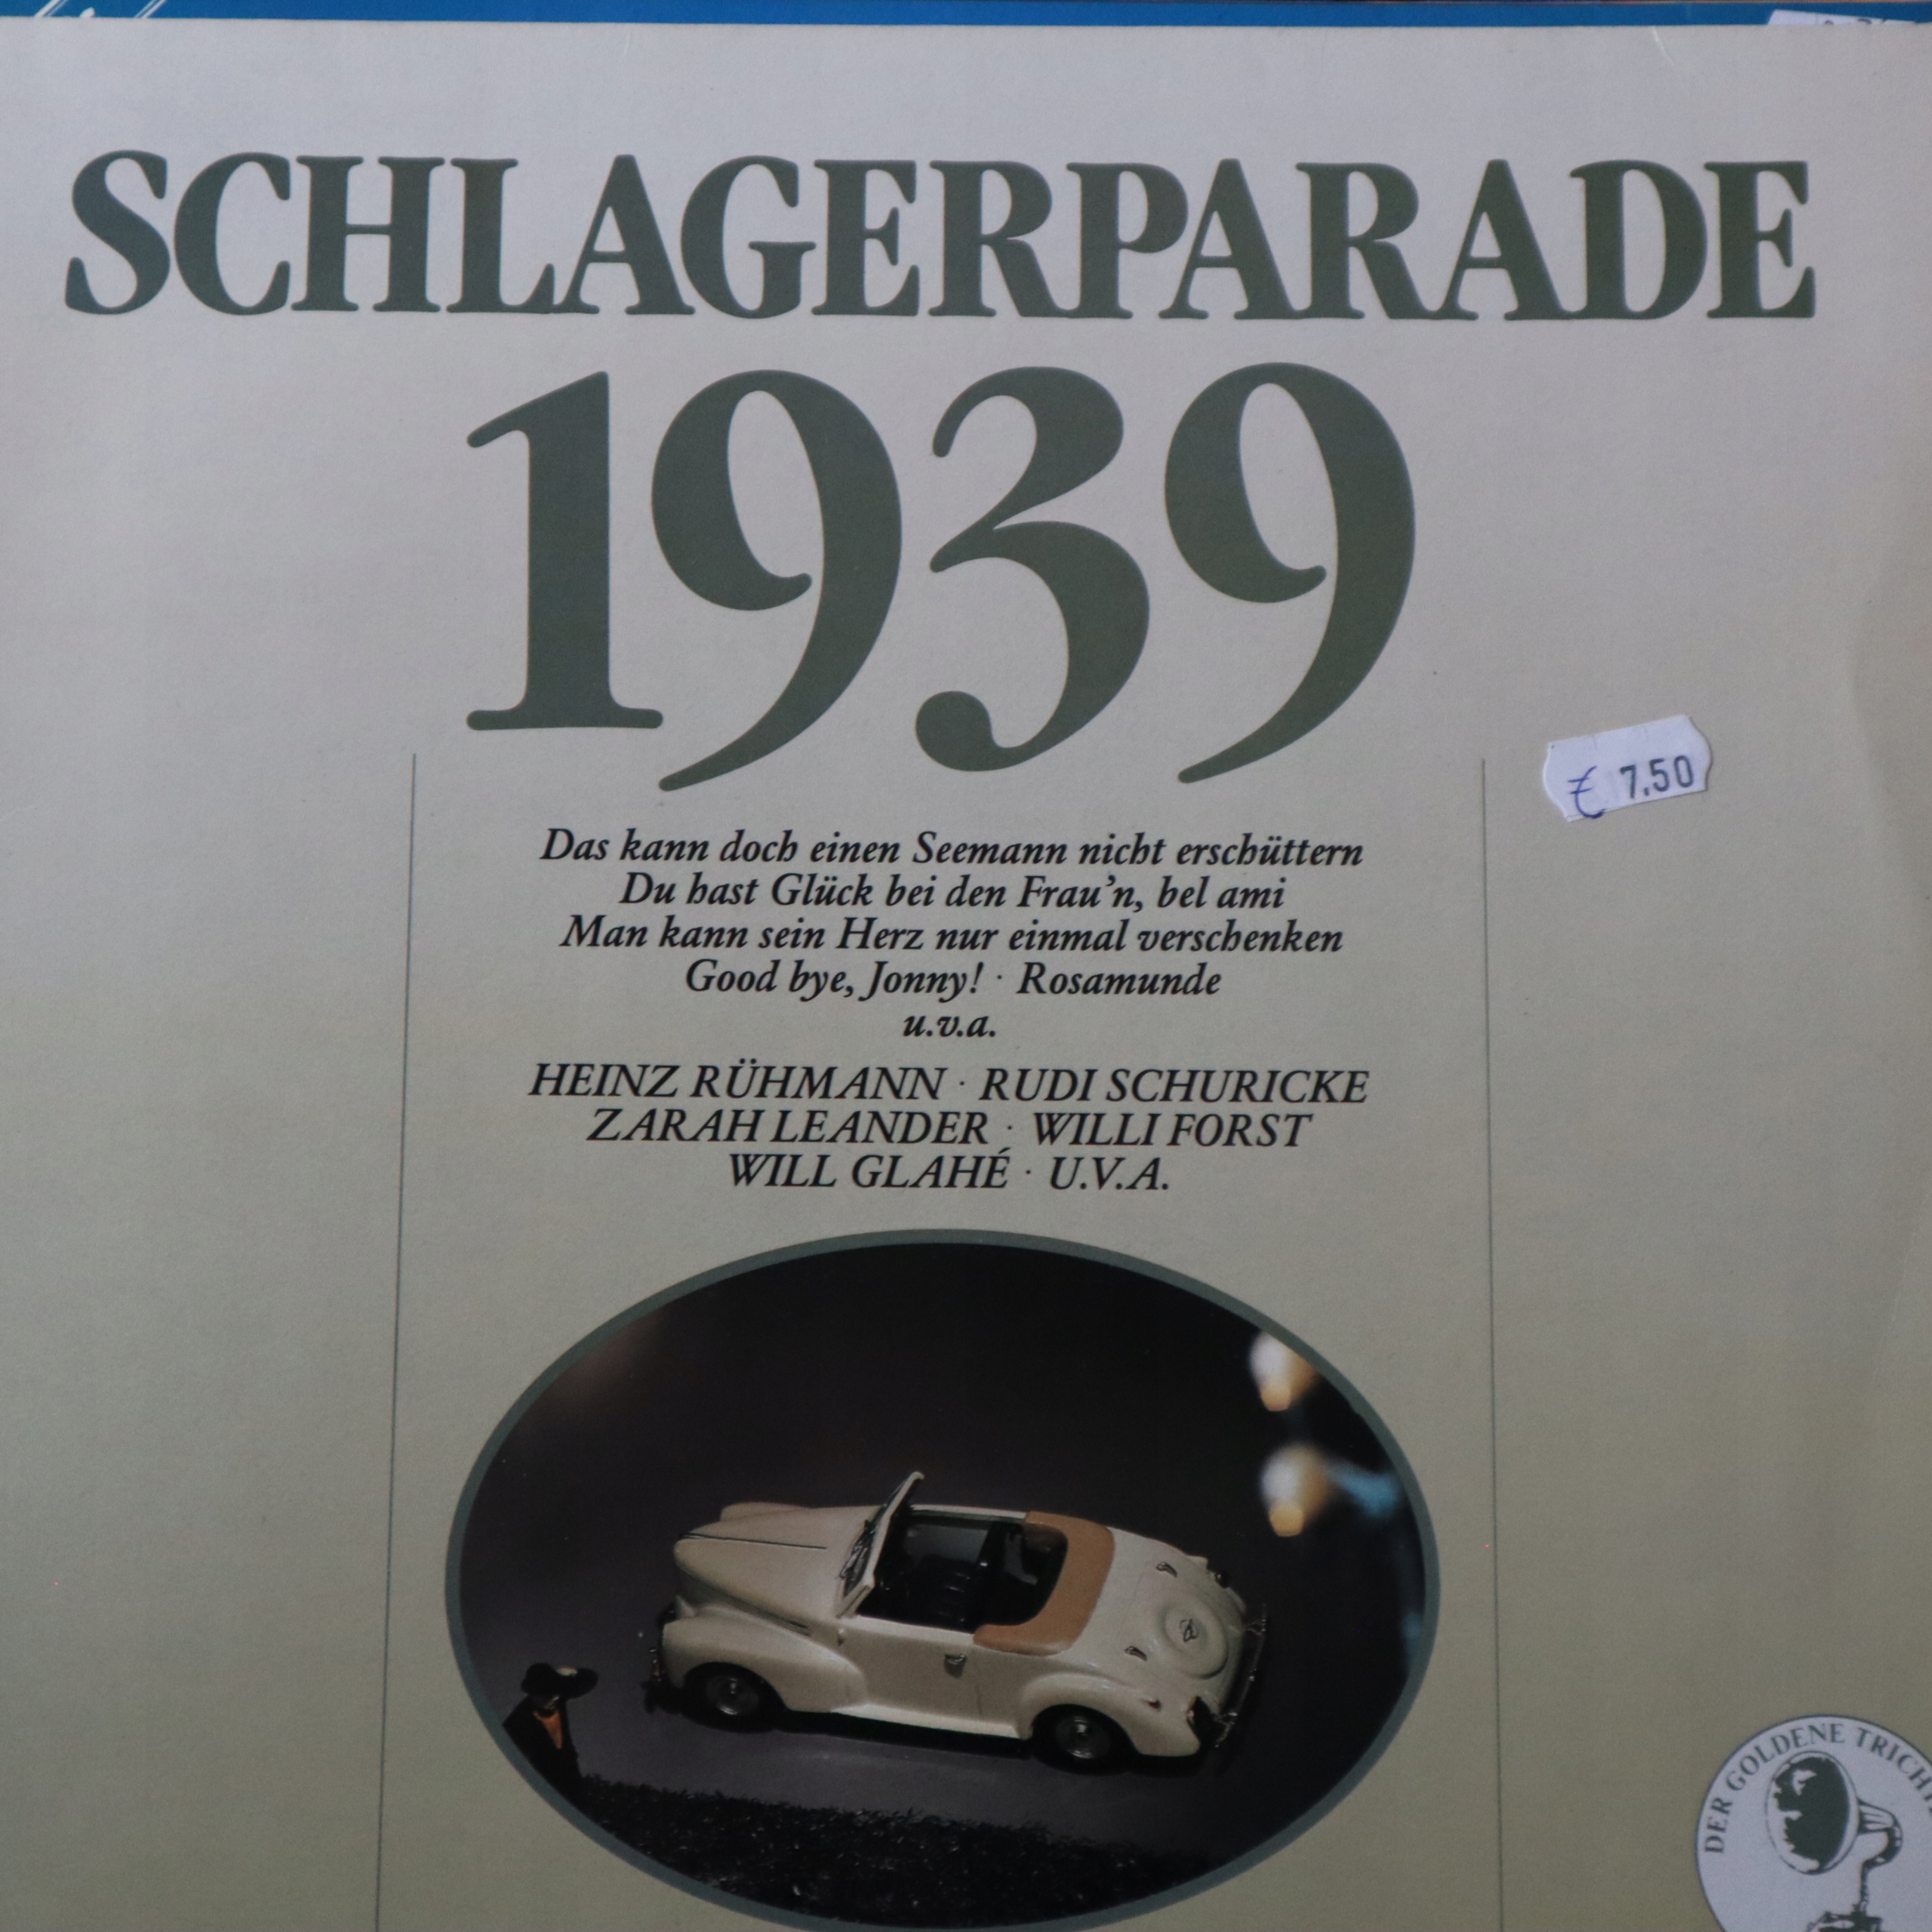 SCHLAGERPARADE
1939
€ 7.50
Das kann doch einen Seemann nicht erschüttern
Du hast Glück bei den Frau’n, bel ami
Man kann sein Herz nur einmal verschenken
Good bye, Jonny! · Rosamunde
u.v.a.
HEINZ RÜHMANN · RUDI SCHURICKE
ZARAH LEANDER · WILLI FORST
WILL GLAHÉ · U.V.A.
DER GOLDENE